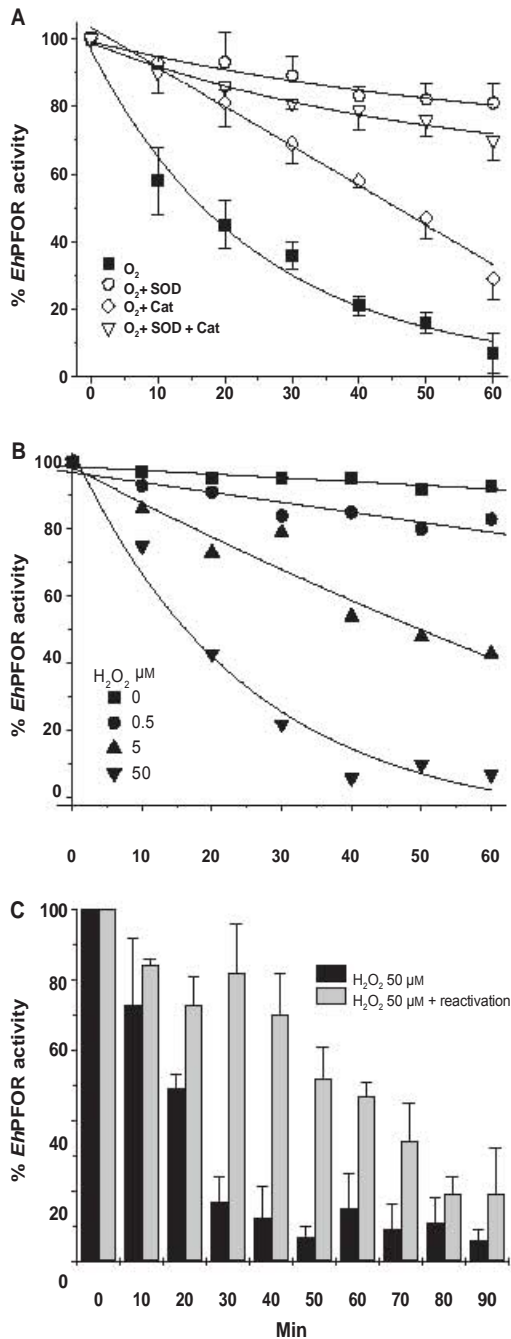 A
100
80
60
40
20
0
% EhPFOR activity
O2
O2+ SOD
O2+ Cat
O2+ SOD + Cat
0 10 20 30 40 50 60
B
100
80
60
40
20
0
% EhPFOR activity
H2O2 µM
0
0.5
5
50
0 10 20 30 40 50 60
C
100
80
60
40
20
0
% EhPFOR activity
H2O2 50 µM
H2O2 50 µM + reactivation
0 10 20 30 40 50 60 70 80 90
Min